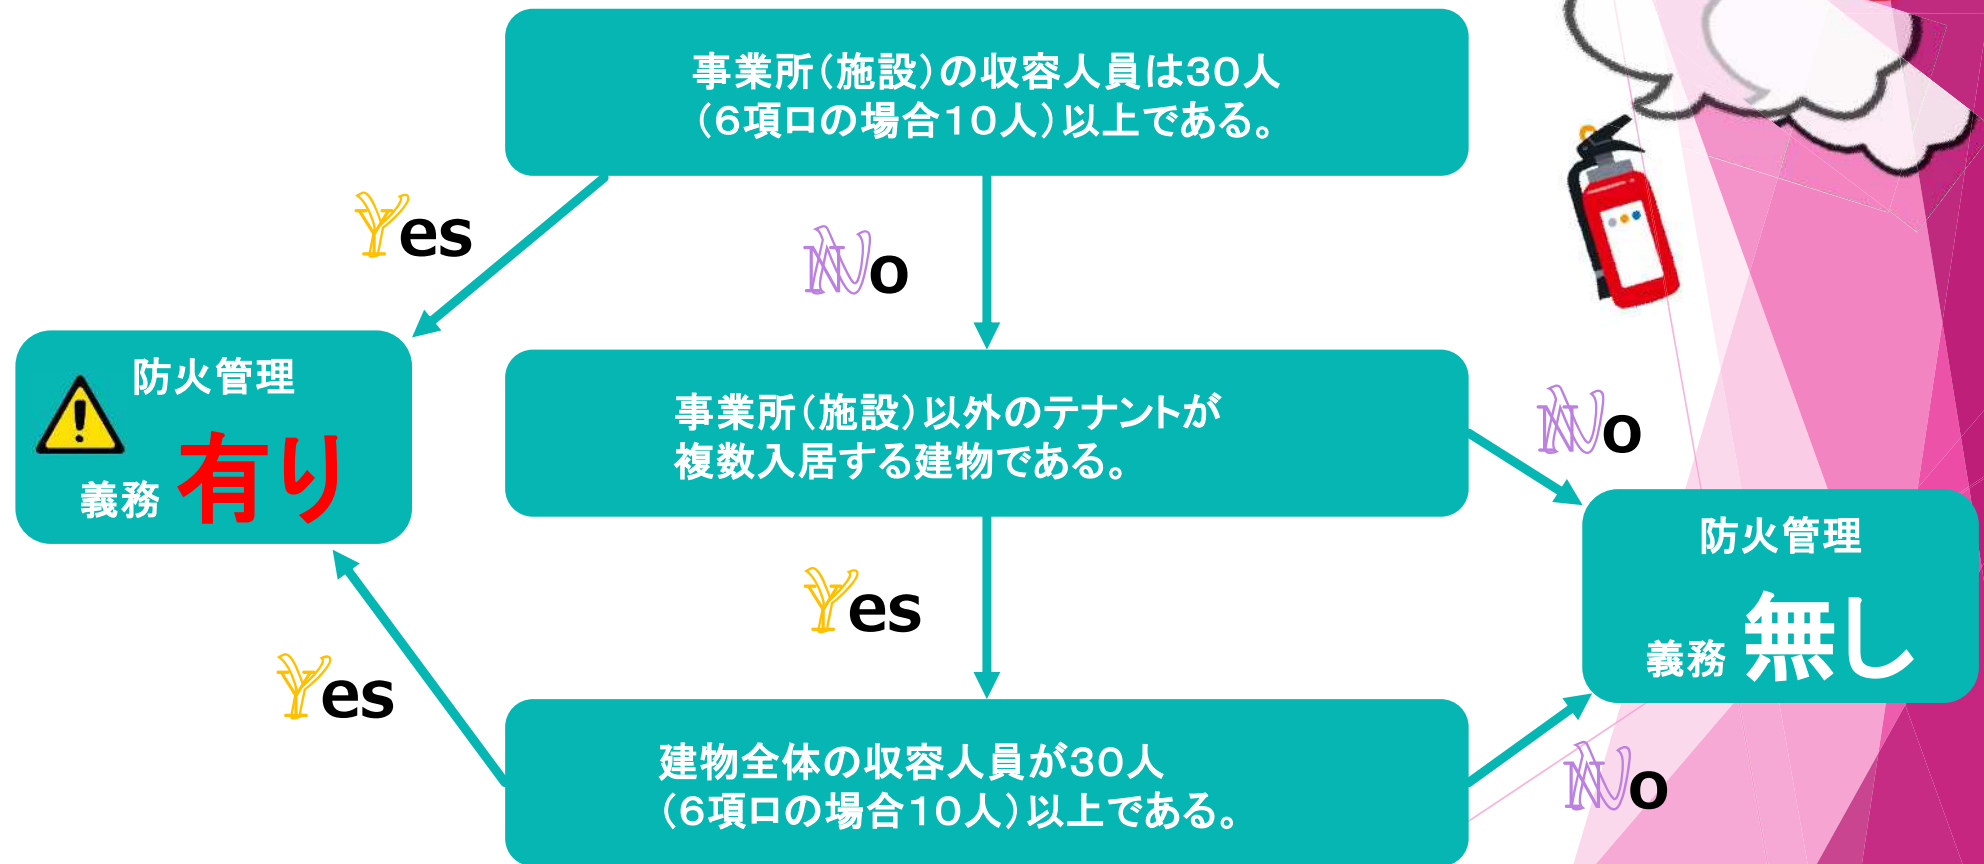 事業所（施設）の収容人員は30人
（6項ロの場合10人）以上である。
Yes
No
防火管理
義務 有り
事業所（施設）以外のテナントが
複数入居する建物である。
No
防火管理
義務 無し
Yes
Yes
建物全体の収容人員が30人
（6項ロの場合10人）以上である。
No